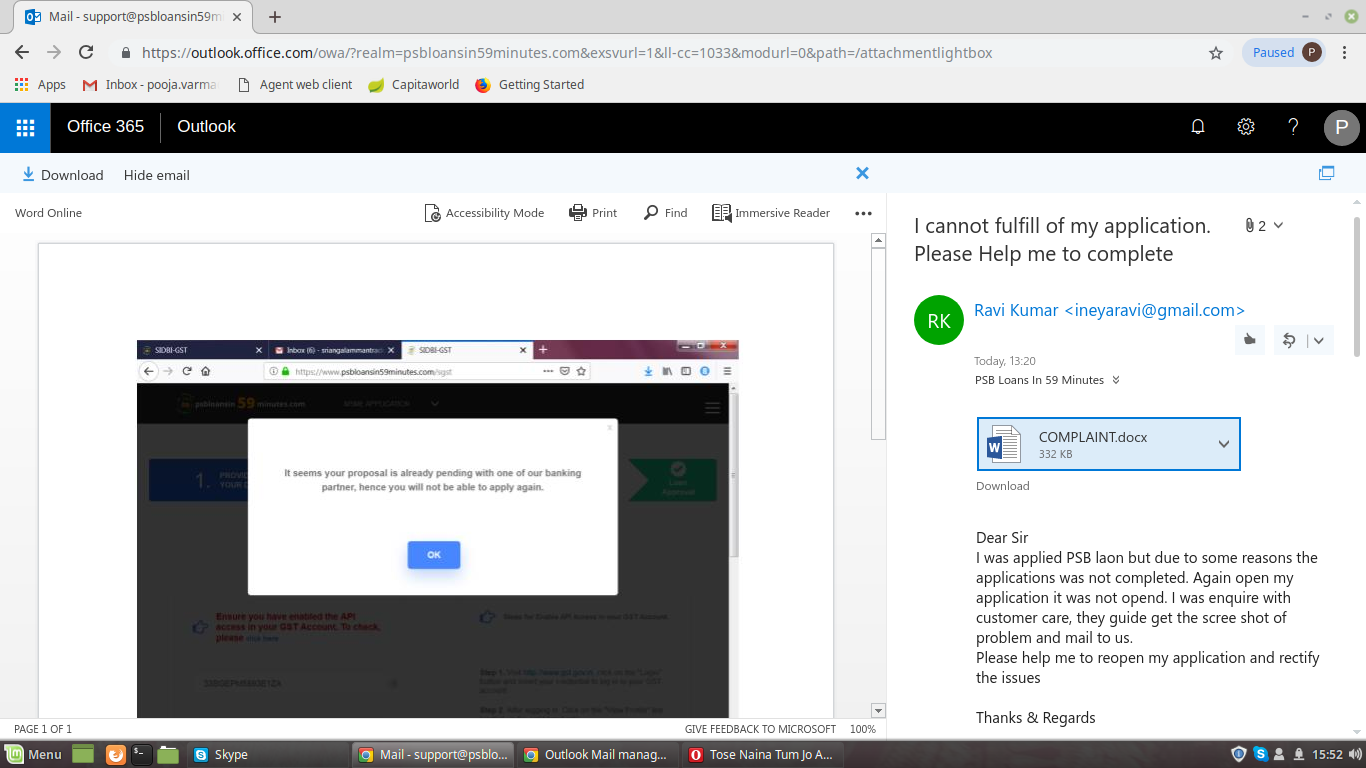 Mail - support@psbloansin59m
https://outlook.office.com/owa/?realm=psbloansin59minutes.com&exsvurl=1&ll-cc=1033&modurl=0&path=/attachmentlightbox
Paused P
Apps Inbox - pooja.varma Agent web client Capitaworld Getting Started
Office 365 Outlook P
Download Hide email
Word Online Accessibility Mode Print Find Immersive Reader
I cannot fulfill of my application. 2
Please Help me to complete
RK Ravi Kumar <ineyaravi@gmail.com>
Today, 13:20
PSB Loans In 59 Minutes
COMPLAINT.docx
332 KB
Download
Dear Sir
I was applied PSB laon but due to some reasons the
applications was not completed. Again open my
application it was not opend. I was enquire with
customer care, they guide get the scree shot of
problem and mail to us.
Please help me to reopen my application and rectify
the issues
Thanks & Regards
SIDBI-GST Inbox (6) - sriangalammantrad SIDBI-GST
https://www.psbloansin59minutes.com/sgst
psbloansin 59 minutes.com MSME APPLICATION
x
It seems your proposal is already pending with one of our banking
partner, hence you will not be able to apply again.
OK
1. PROVI
YOUR D
Loan
Approval
Ensure you have enabled the API
access in your GST Account. To check,
please click here
Steps for Enable API Access in your GST Account.
Step 1. Visit http://www.gst.gov.in, click on the "Login"
PAGE 1 OF 1 GIVE FEEDBACK TO MICROSOFT 100%
Menu Skype Mail - support@psblo... Outlook Mail manag... Tose Naina Tum Jo A... 15:52